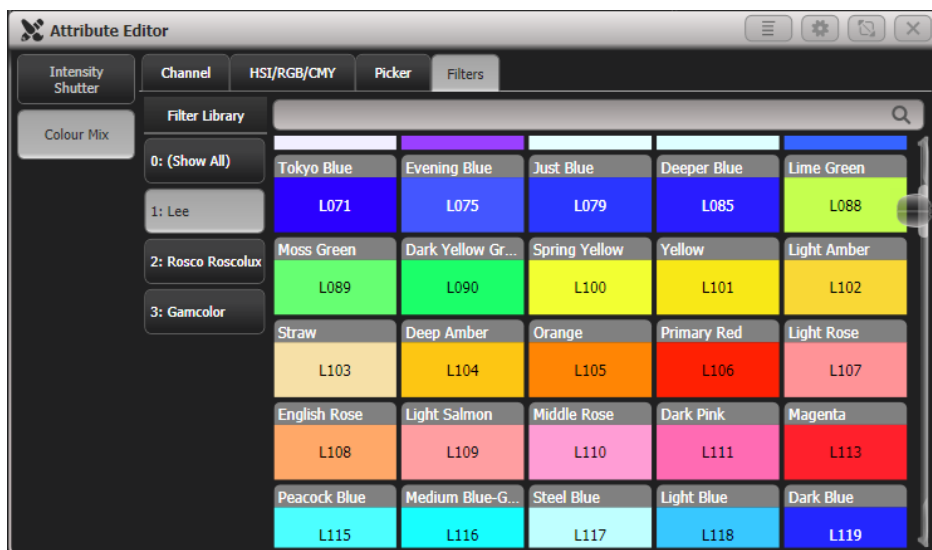 Attribute Editor
Intensity
Shutter
Colour Mix
Channel
HSI/RGB/CMY
Picker
Filters
Filter Library
0: (Show All)
1: Lee
2: Rosco Roscolux
3: Gamcolor
Tokyo Blue
Evening Blue
Just Blue
Deeper Blue
Lime Green
L071
L075
L079
L085
L088
Moss Green
Dark Yellow Gr...
Spring Yellow
Yellow
Light Amber
L089
L090
L100
L101
L102
Straw
Deep Amber
Orange
Primary Red
Light Rose
L103
L104
L105
L106
L107
English Rose
Light Salmon
Middle Rose
Dark Pink
Magenta
L108
L109
L110
L111
L113
Peacock Blue
Medium Blue-G...
Steel Blue
Light Blue
Dark Blue
L115
L116
L117
L118
L119